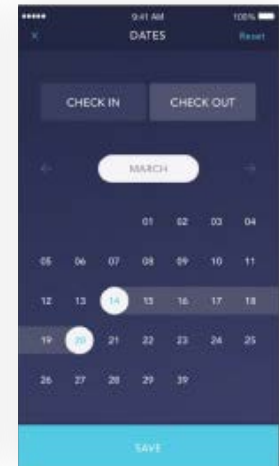 9:41 AM 100%
X DATES Reset
CHECK IN CHECK OUT
← MARCH →
01 02 03 04
05 06 07 08 09 10 11
12 13 14 15 16 17 18
19 20 21 22 23 24 25
26 27 28 29 39
SAVE